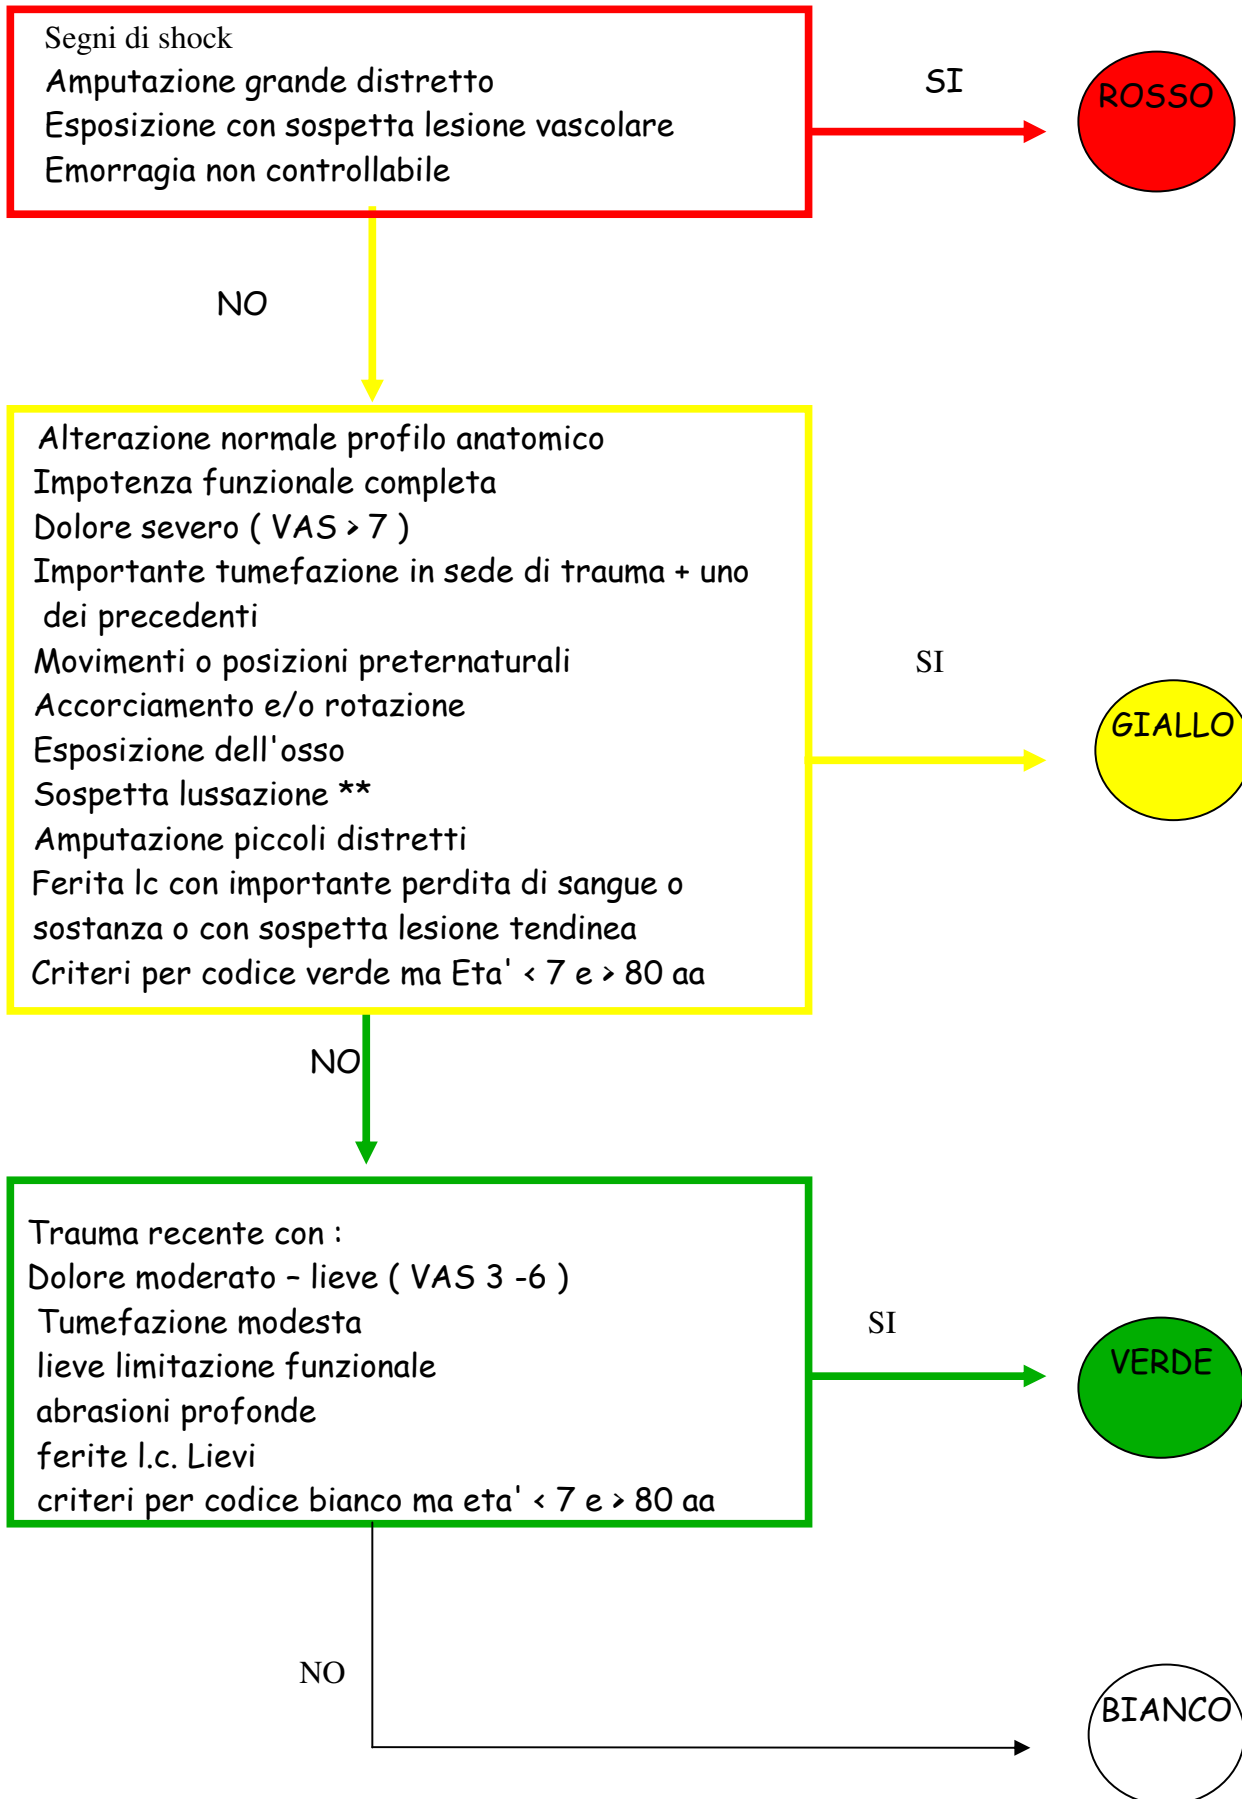 Segni di shock
Amputazione grande distretto
Esposizione con sospetta lesione vascolare
Emorragia non controllabile
SI
ROSSO
NO
Alterazione normale profilo anatomico
Impotenza funzionale completa
Dolore severo ( VAS > 7 )
Importante tumefazione in sede di trauma + uno
dei precedenti
Movimenti o posizioni preternaturali
Accorciamento e/o rotazione
Esposizione dell'osso
Sospetta lussazione **
Amputazione piccoli distretti
Ferita lc con importante perdita di sangue o
sostanza o con sospetta lesione tendinea
Criteri per codice verde ma Eta' < 7 e > 80 aa
SI
GIALLO
NO
Trauma recente con :
Dolore moderato – lieve ( VAS 3 -6 )
Tumefazione modesta
lieve limitazione funzionale
abrasioni profonde
ferite l.c. Lievi
criteri per codice bianco ma eta' < 7 e > 80 aa
SI
VERDE
NO
BIANCO